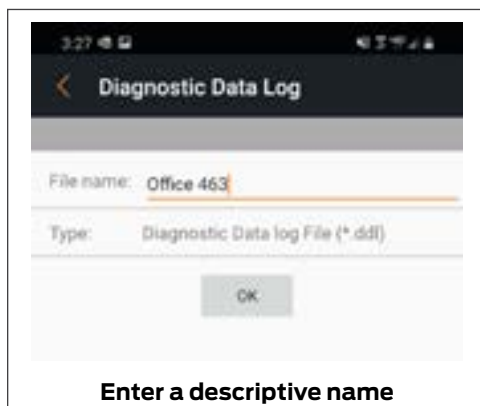 3:27
Diagnostic Data Log
File name: Office 463
Type: Diagnostic Data log File (*.ddl)
OK
Enter a descriptive name